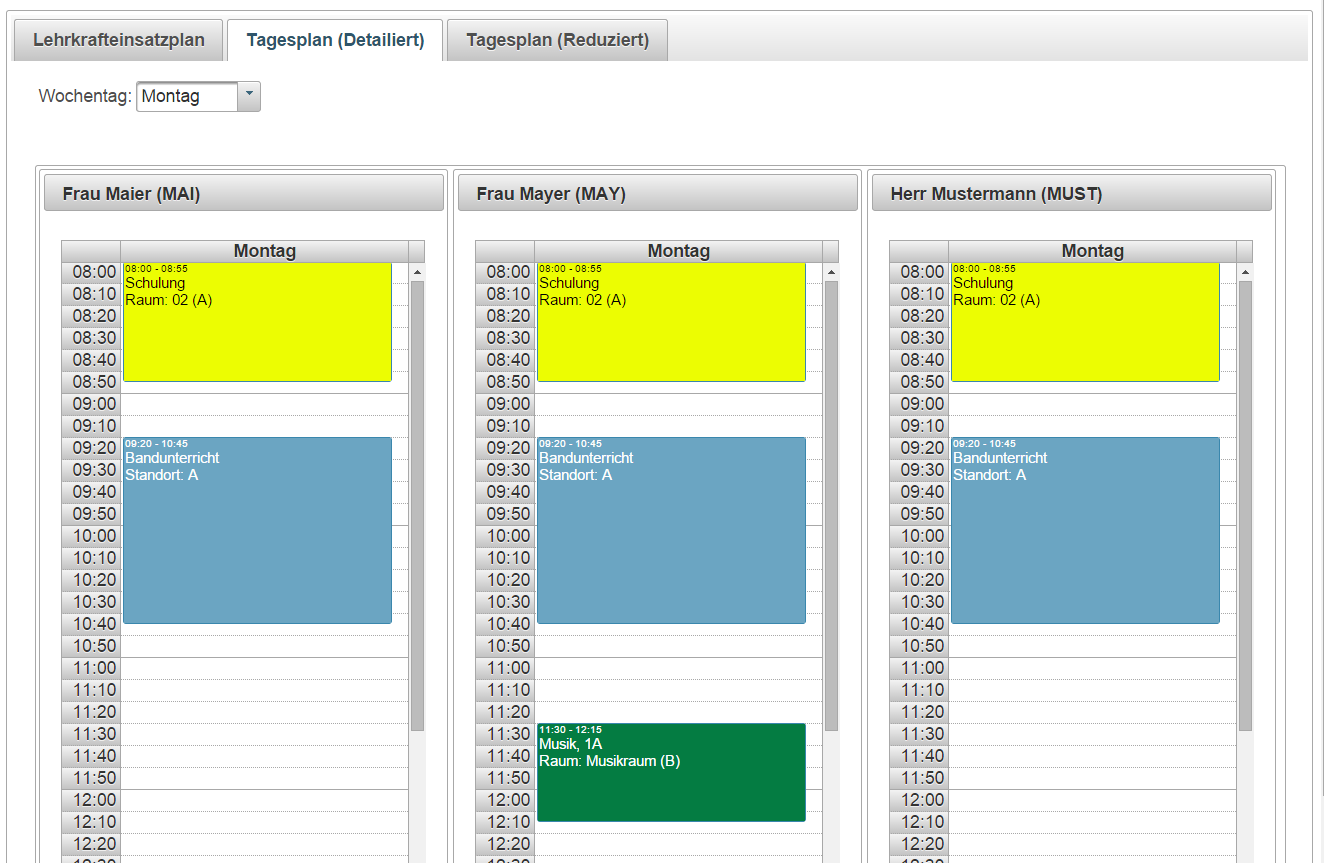 Lehrkrafteinsatzplan
Tagesplan (Detailiert)
Tagesplan (Reduziert)
Wochentag: Montag
Frau Maier (MAI)
Montag
08:00
08:10
08:20
08:30
08:40
08:50
09:00
09:10
09:20
09:30
09:40
09:50
10:00
10:10
10:20
10:30
10:40
10:50
11:00
11:10
11:20
11:30
11:40
11:50
12:00
12:10
12:20
08:00 - 08:55
Schulung
Raum: 02 (A)
09:20 - 10:45
Bandunterricht
Standort: A
Frau Mayer (MAY)
Montag
08:00
08:10
08:20
08:30
08:40
08:50
09:00
09:10
09:20
09:30
09:40
09:50
10:00
10:10
10:20
10:30
10:40
10:50
11:00
11:10
11:20
11:30
11:40
11:50
12:00
12:10
12:20
08:00 - 08:55
Schulung
Raum: 02 (A)
09:20 - 10:45
Bandunterricht
Standort: A
11:30 - 12:15
Musik, 1A
Raum: Musikraum (B)
Herr Mustermann (MUST)
Montag
08:00
08:10
08:20
08:30
08:40
08:50
09:00
09:10
09:20
09:30
09:40
09:50
10:00
10:10
10:20
10:30
10:40
10:50
11:00
11:10
11:20
11:30
11:40
11:50
12:00
12:10
12:20
08:00 - 08:55
Schulung
Raum: 02 (A)
09:20 - 10:45
Bandunterricht
Standort: A